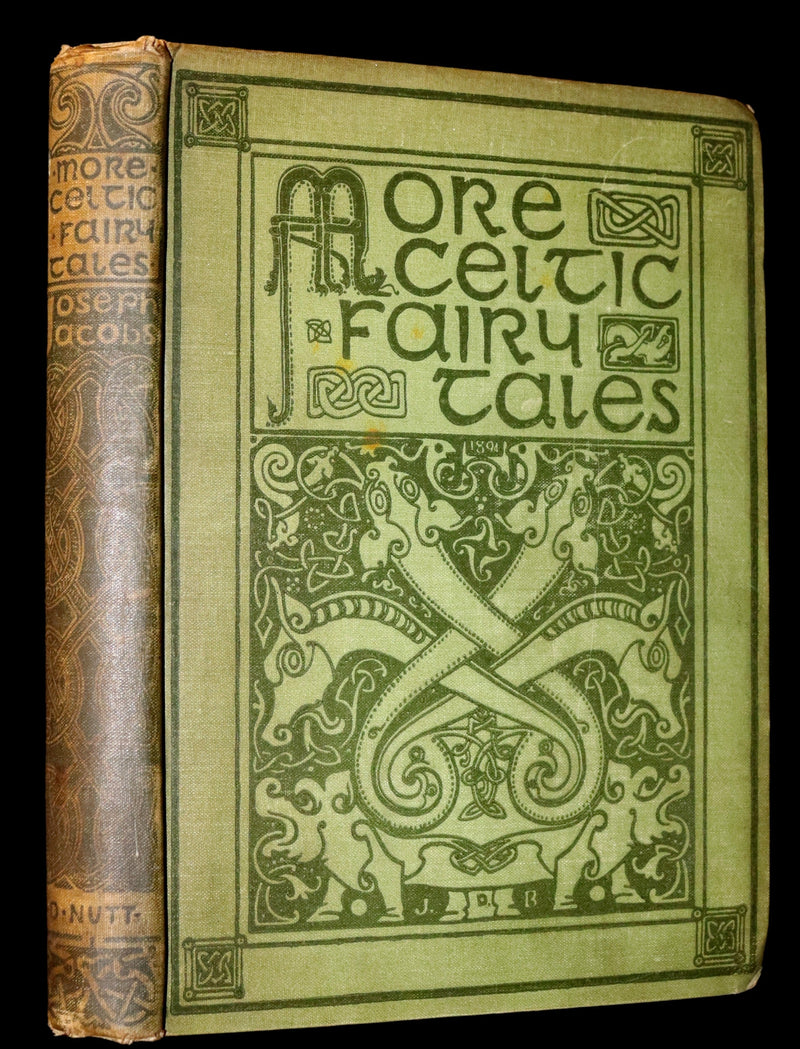 ·MORE·
CELTIC
·FAIRY
TALES·
JOSEPH
JACOBS
D·NUTT·
MORE
CELTIC
FAIRY
TALES
1894
J. D. B